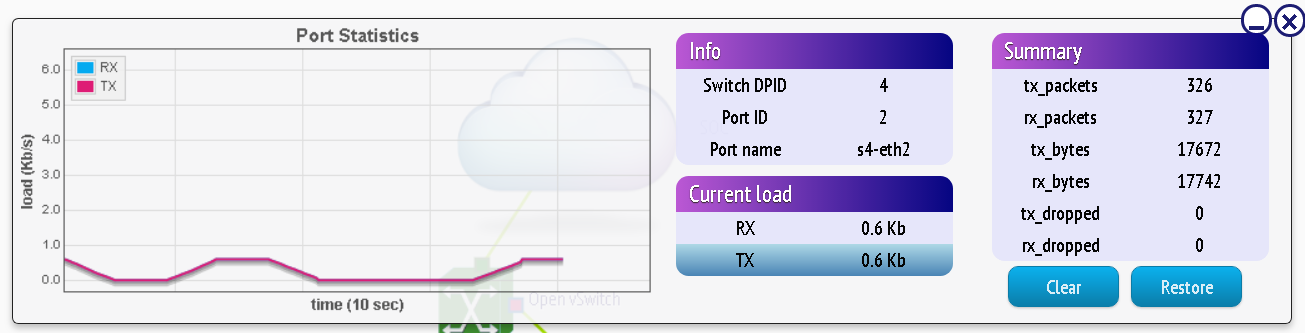 Port Statistics
RX
TX
6.0
5.0
4.0
3.0
2.0
1.0
0.0
load (Kb/s)
time (10 sec)
Open vSwitch
Info
Switch DPID 4
Port ID 2
Port name s4-eth2
Current load
RX 0.6 Kb
TX 0.6 Kb
Summary
tx_packets 326
rx_packets 327
tx_bytes 17672
rx_bytes 17742
tx_dropped 0
rx_dropped 0
Clear Restore